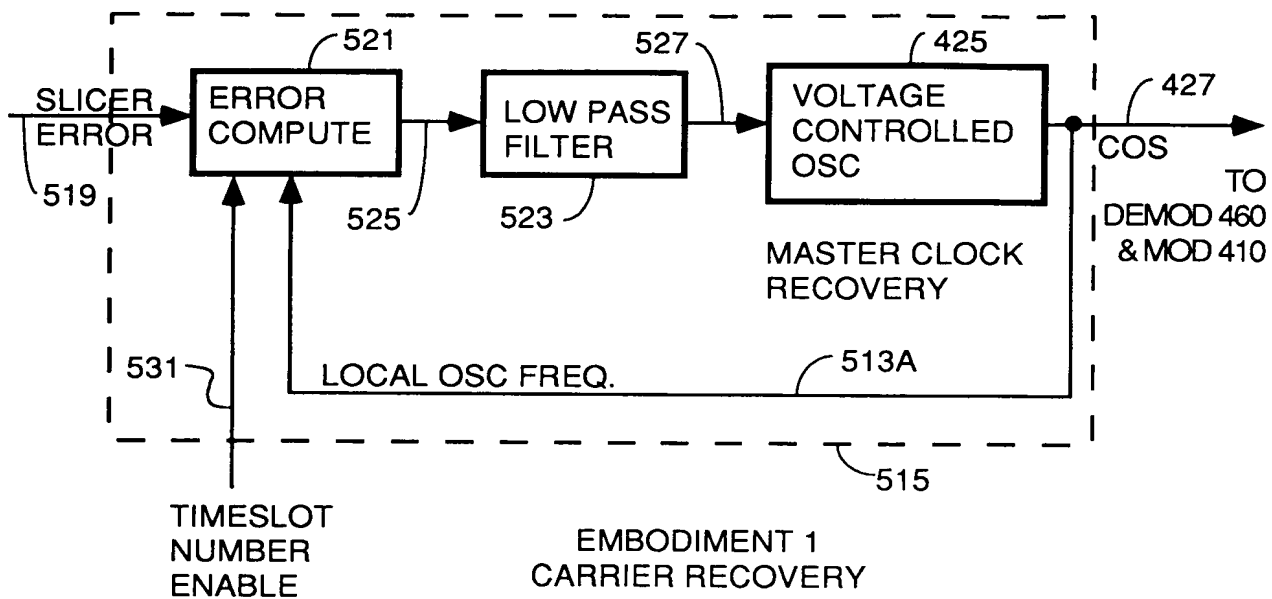 521
527
425
427
SLICER
ERROR
519
ERROR
COMPUTE
525
LOW PASS
FILTER
523
VOLTAGE
CONTROLLED
OSC
COS
TO
DEMOD 460
& MOD 410
MASTER CLOCK
RECOVERY
531
LOCAL OSC FREQ.
513A
515
TIMESLOT
NUMBER
ENABLE
EMBODIMENT 1
CARRIER RECOVERY